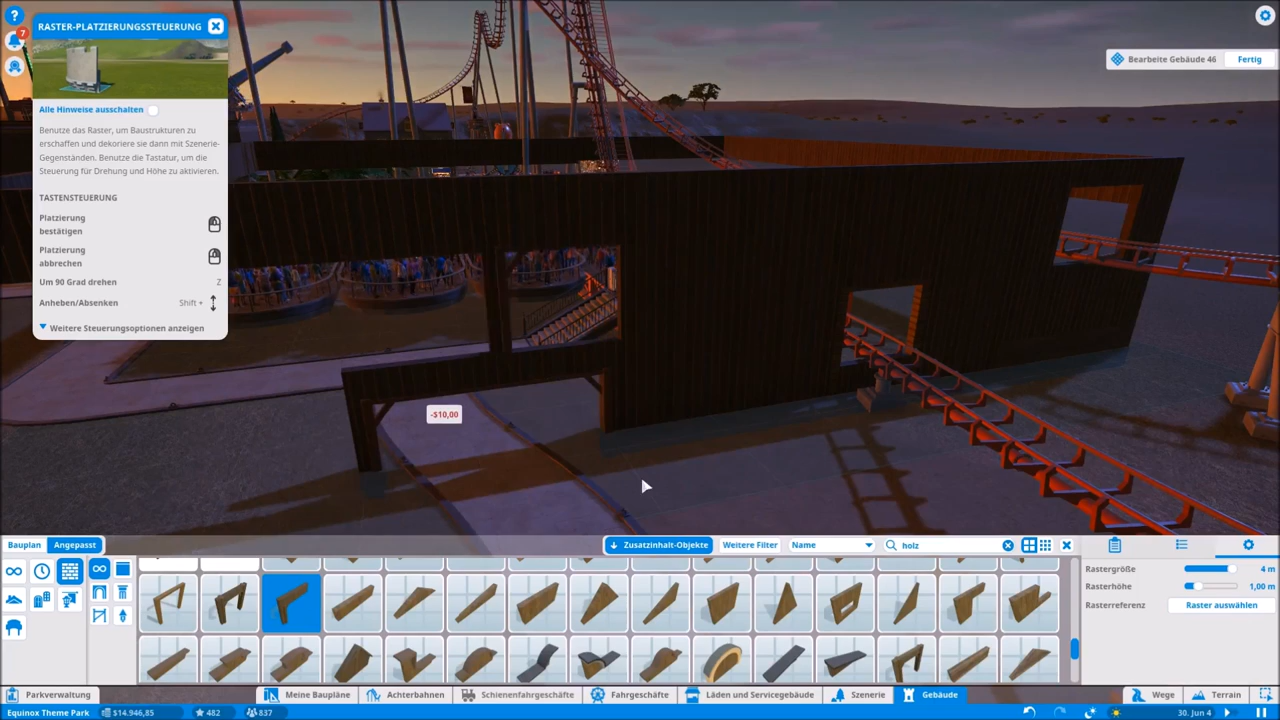 ?
RASTER-PLATZIERUNGSSTEUERUNG
7
Alle Hinweise ausschalten
Benutze das Raster, um Baustrukturen zu
erschaffen und dekoriere sie dann mit Szenerie-
Gegenständen. Benutze die Tastatur, um die
Steuerung für Drehung und Höhe zu aktivieren.
TASTENSTEUERUNG
Platzierung
bestätigen
Platzierung
abbrechen
Um 90 Grad drehen Z
Anheben/Absenken Shift +
Weitere Steuerungsoptionen anzeigen
Bearbeite Gebäude 46 Fertig
-$10,00
Bauplan Angepasst Zusatzinhalt-Objekte Weitere Filter Name holz
Rastergröße 4 m
Rasterhöhe 1,00 m
Rasterreferenz Raster auswählen
Parkverwaltung Meine Baupläne Achterbahnen Schienenfahrgeschäfte Fahrgeschäfte Läden und Servicegebäude Szenerie Gebäude Wege Terrain
Equinox Theme Park $14.946,85 482 837 30. Jun 4